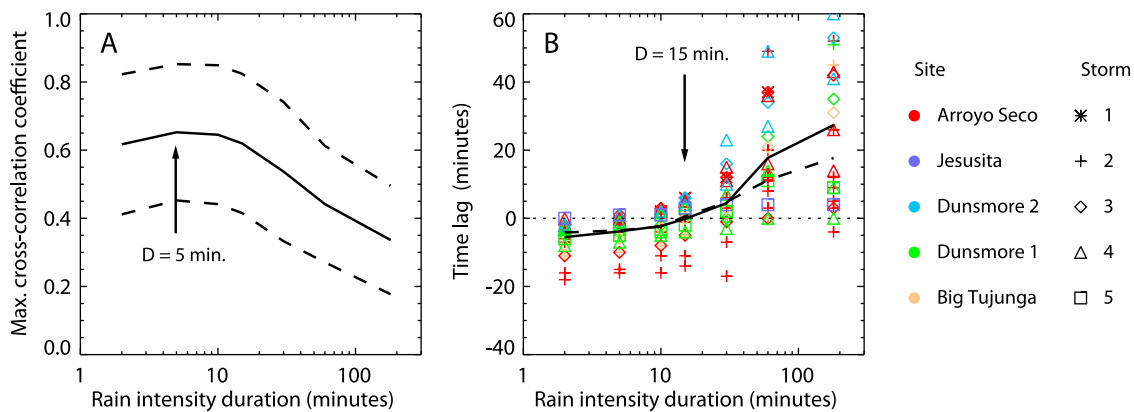 A
Max. cross-correlation coefficient
1.0
0.8
0.6
0.4
0.2
0.0
D = 5 min.
1
10
100
Rain intensity duration (minutes)
B
Time lag (minutes)
60
40
20
0
-20
-40
D = 15 min.
1
10
100
Rain intensity duration (minutes)
Site Storm
Arroyo Seco 1
Jesusita 2
Dunsmore 2 3
Dunsmore 1 4
Big Tujunga 5